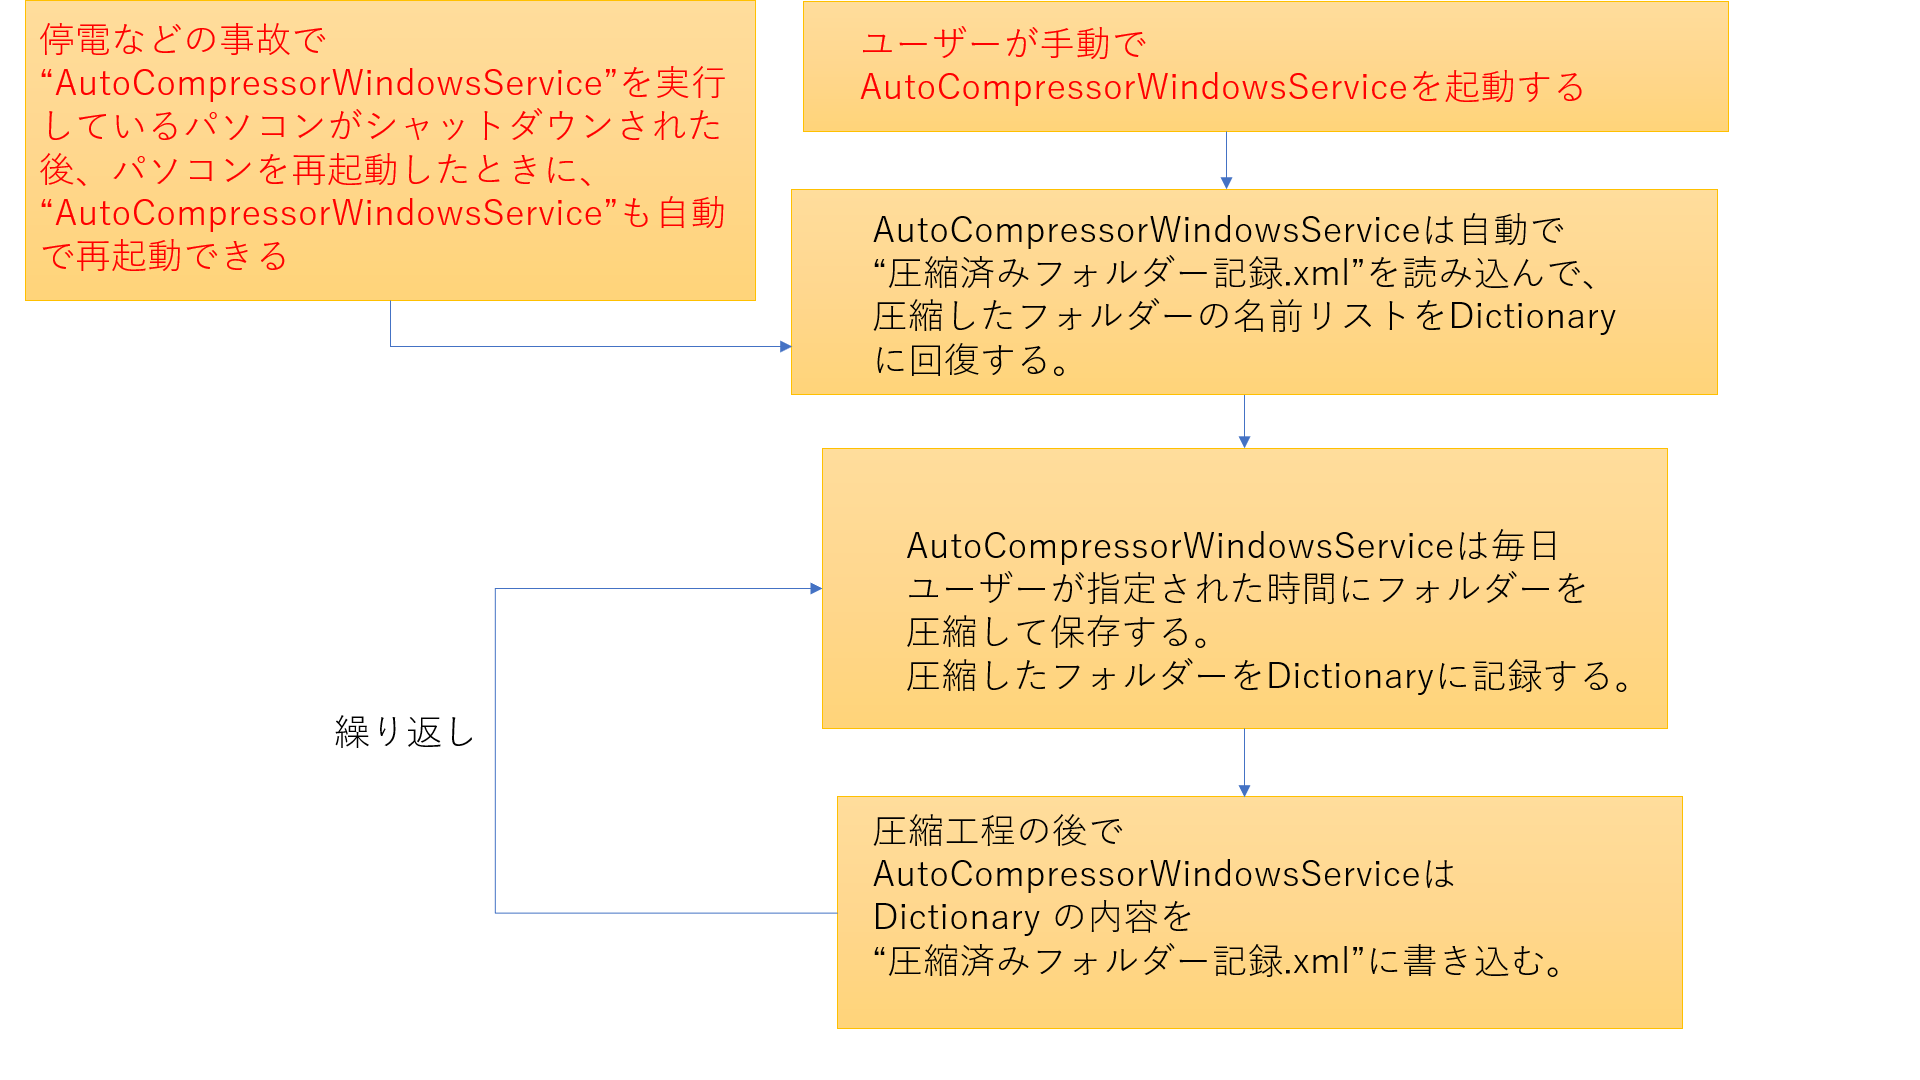 停電などの事故で
“AutoCompressorWindowsService”を実行
しているパソコンがシャットダウンされた
後、パソコンを再起動したときに、
“AutoCompressorWindowsService”も自動
で再起動できる
ユーザーが手動で
AutoCompressorWindowsServiceを起動する
AutoCompressorWindowsServiceは自動で
“圧縮済みフォルダー記録.xml”を読み込んで、
圧縮したフォルダーの名前リストをDictionary
に回復する。
AutoCompressorWindowsServiceは毎日
ユーザーが指定された時間にフォルダーを
圧縮して保存する。
圧縮したフォルダーをDictionaryに記録する。
繰り返し
圧縮工程の後で
AutoCompressorWindowsServiceは
Dictionary の内容を
“圧縮済みフォルダー記録.xml”に書き込む。